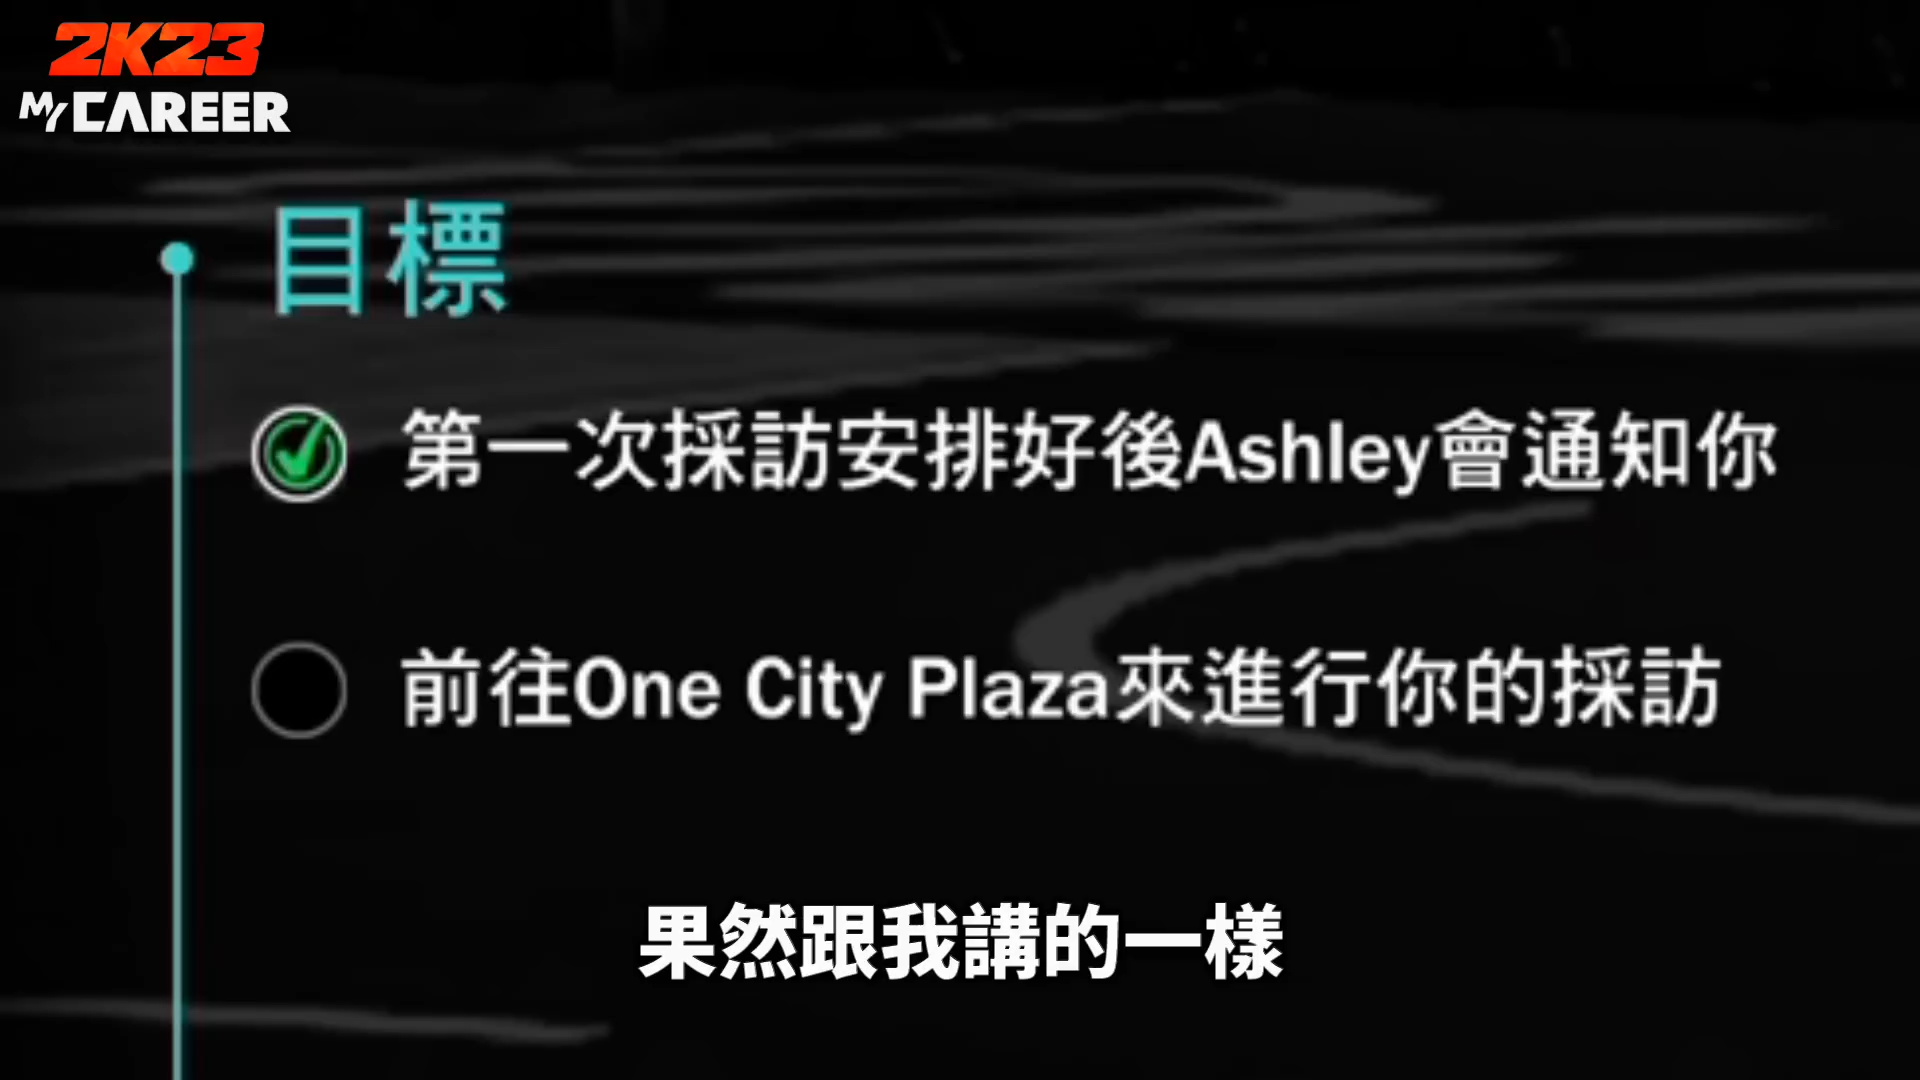 2K23
MyCAREER
目標
第一次採訪安排好後Ashley會通知你
前往One City Plaza來進行你的採訪
果然跟我講的一樣